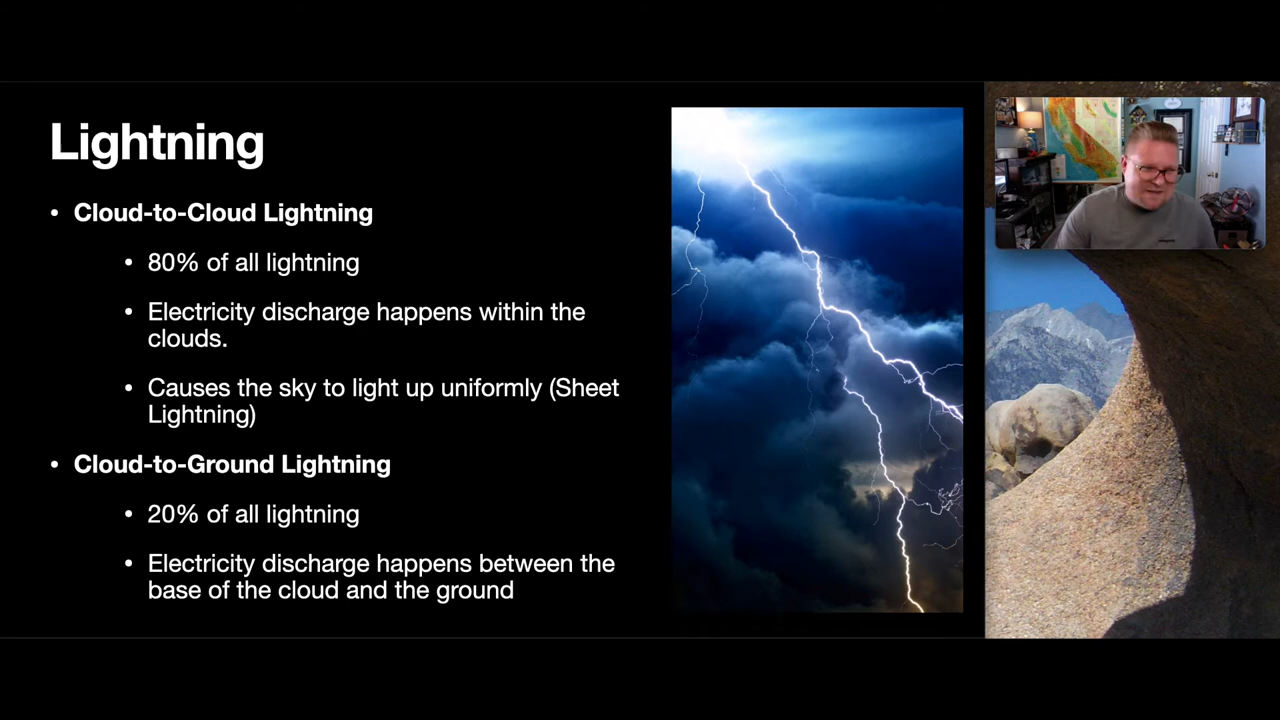 Lightning
• Cloud-to-Cloud Lightning
• 80% of all lightning
• Electricity discharge happens within the
clouds.
• Causes the sky to light up uniformly (Sheet
Lightning)
• Cloud-to-Ground Lightning
• 20% of all lightning
• Electricity discharge happens between the
base of the cloud and the ground